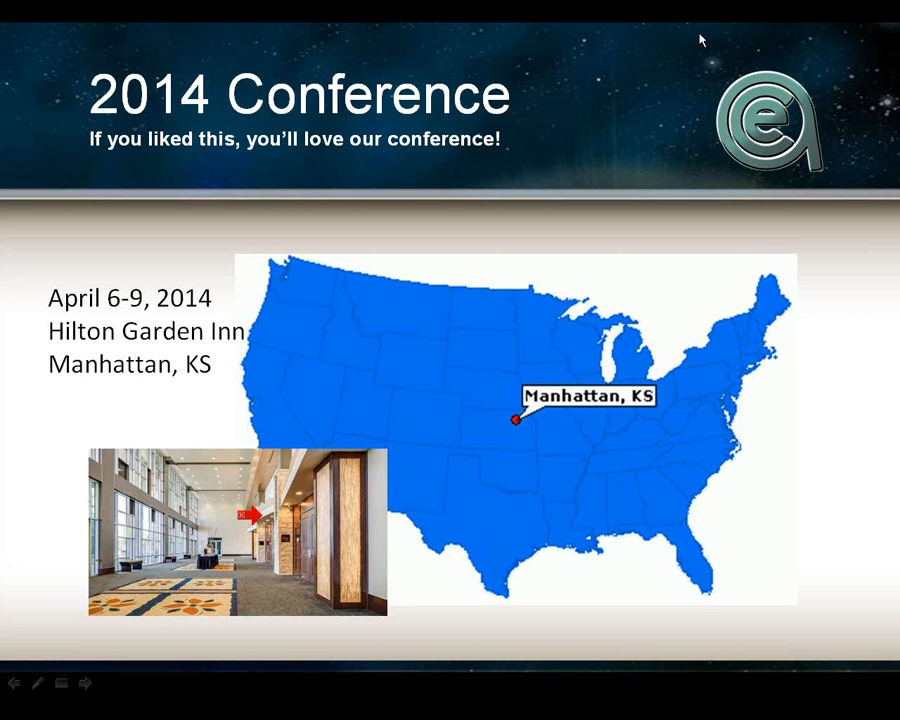 2014 Conference
If you liked this, you'll love our conference!
April 6-9, 2014
Hilton Garden Inn
Manhattan, KS
Manhattan, KS